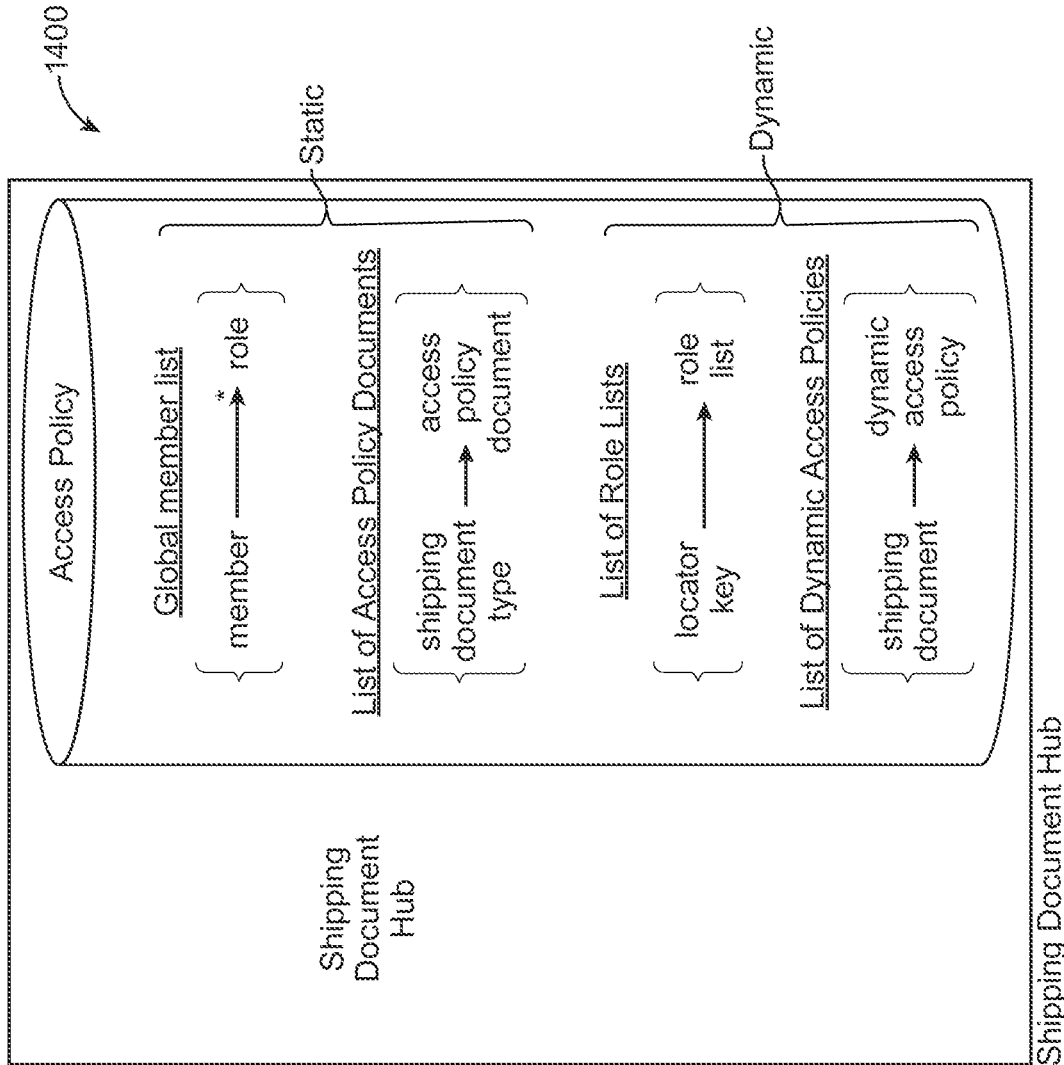 1400
Access Policy
Global member list
member
*
role
Static
List of Access Policy Documents
shipping
document
type
access
policy
document
Shipping
Document
Hub
List of Role Lists
locator
key
role
list
Dynamic
List of Dynamic Access Policies
shipping
document
dynamic
access
policy
Shipping Document Hub